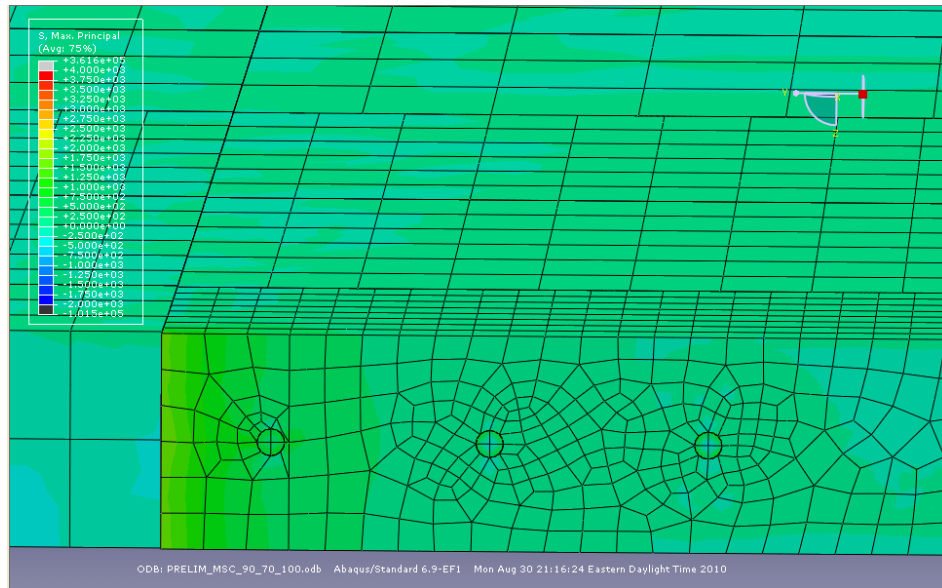 S, Max. Principal
(Avg: 75%)
+3.616e+05
+4.000e+03
+3.750e+03
+3.500e+03
+3.250e+03
+3.000e+03
+2.750e+03
+2.500e+03
+2.250e+03
+2.000e+03
+1.750e+03
+1.500e+03
+1.250e+03
+1.000e+03
+7.500e+02
+5.000e+02
+2.500e+02
+0.000e+00
-2.500e+02
-5.000e+02
-7.500e+02
-1.000e+03
-1.250e+03
-1.500e+03
-1.750e+03
-2.000e+03
-1.015e+05
Y
X
Z
ODB: PRELIM_MSC_90_70_100.odb Abaqus/Standard 6.9-EF1 Mon Aug 30 21:16:24 Eastern Daylight Time 2010